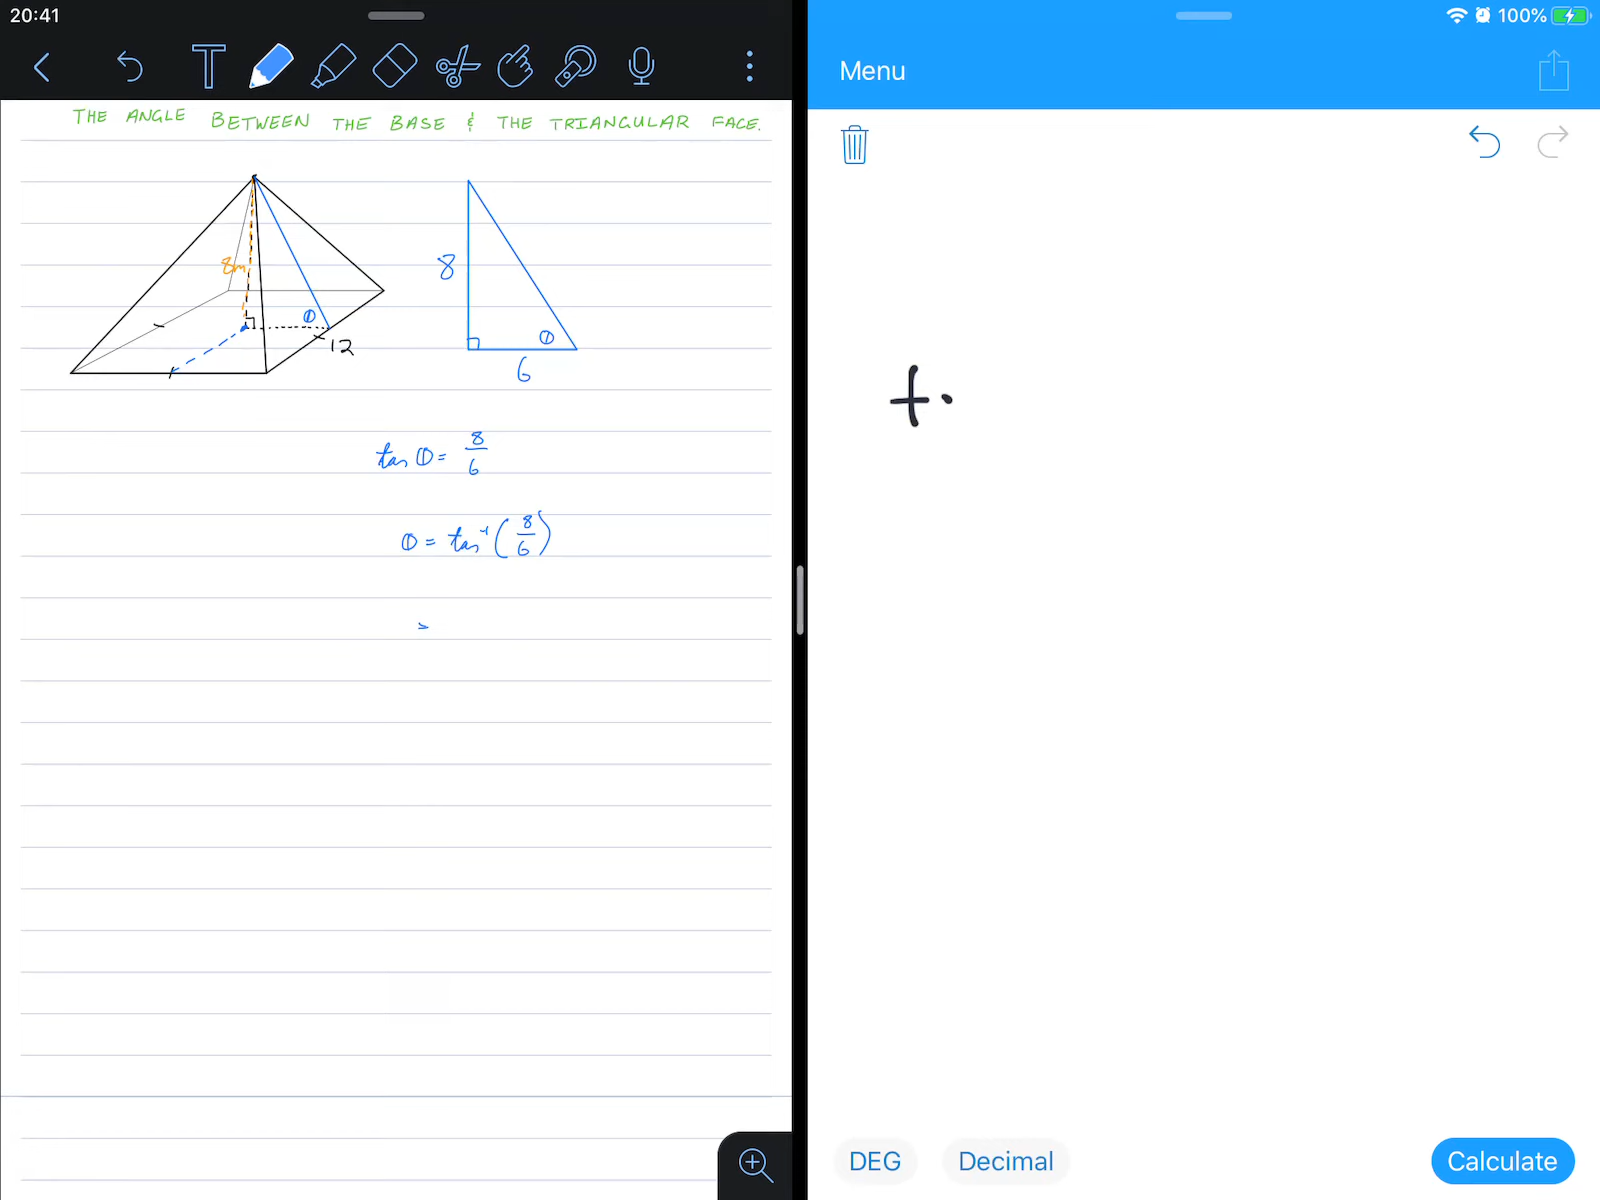 20:41
100%
Menu
THE ANGLE BETWEEN THE BASE & THE TRIANGULAR FACE.
8m
θ
12
8
θ
6
tan θ = 8/6
θ = tan⁻¹(8/6)
=
t.
DEG
Decimal
Calculate